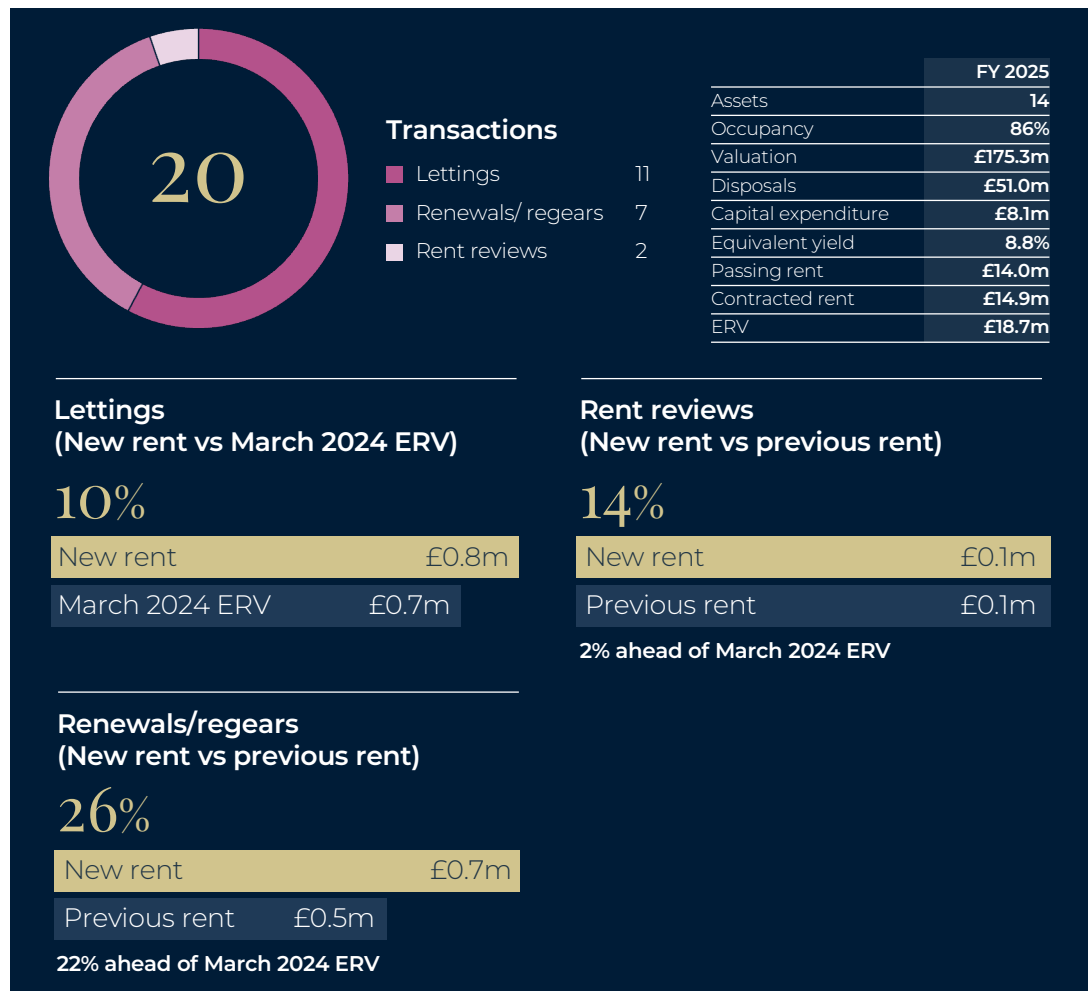 20
Transactions
Lettings 11
Renewals/ regears 7
Rent reviews 2
FY 2025
Assets 14
Occupancy 86%
Valuation £175.3m
Disposals £51.0m
Capital expenditure £8.1m
Equivalent yield 8.8%
Passing rent £14.0m
Contracted rent £14.9m
ERV £18.7m
Lettings
(New rent vs March 2024 ERV)
10%
New rent £0.8m
March 2024 ERV £0.7m
Rent reviews
(New rent vs previous rent)
14%
New rent £0.1m
Previous rent £0.1m
2% ahead of March 2024 ERV
Renewals/regears
(New rent vs previous rent)
26%
New rent £0.7m
Previous rent £0.5m
22% ahead of March 2024 ERV